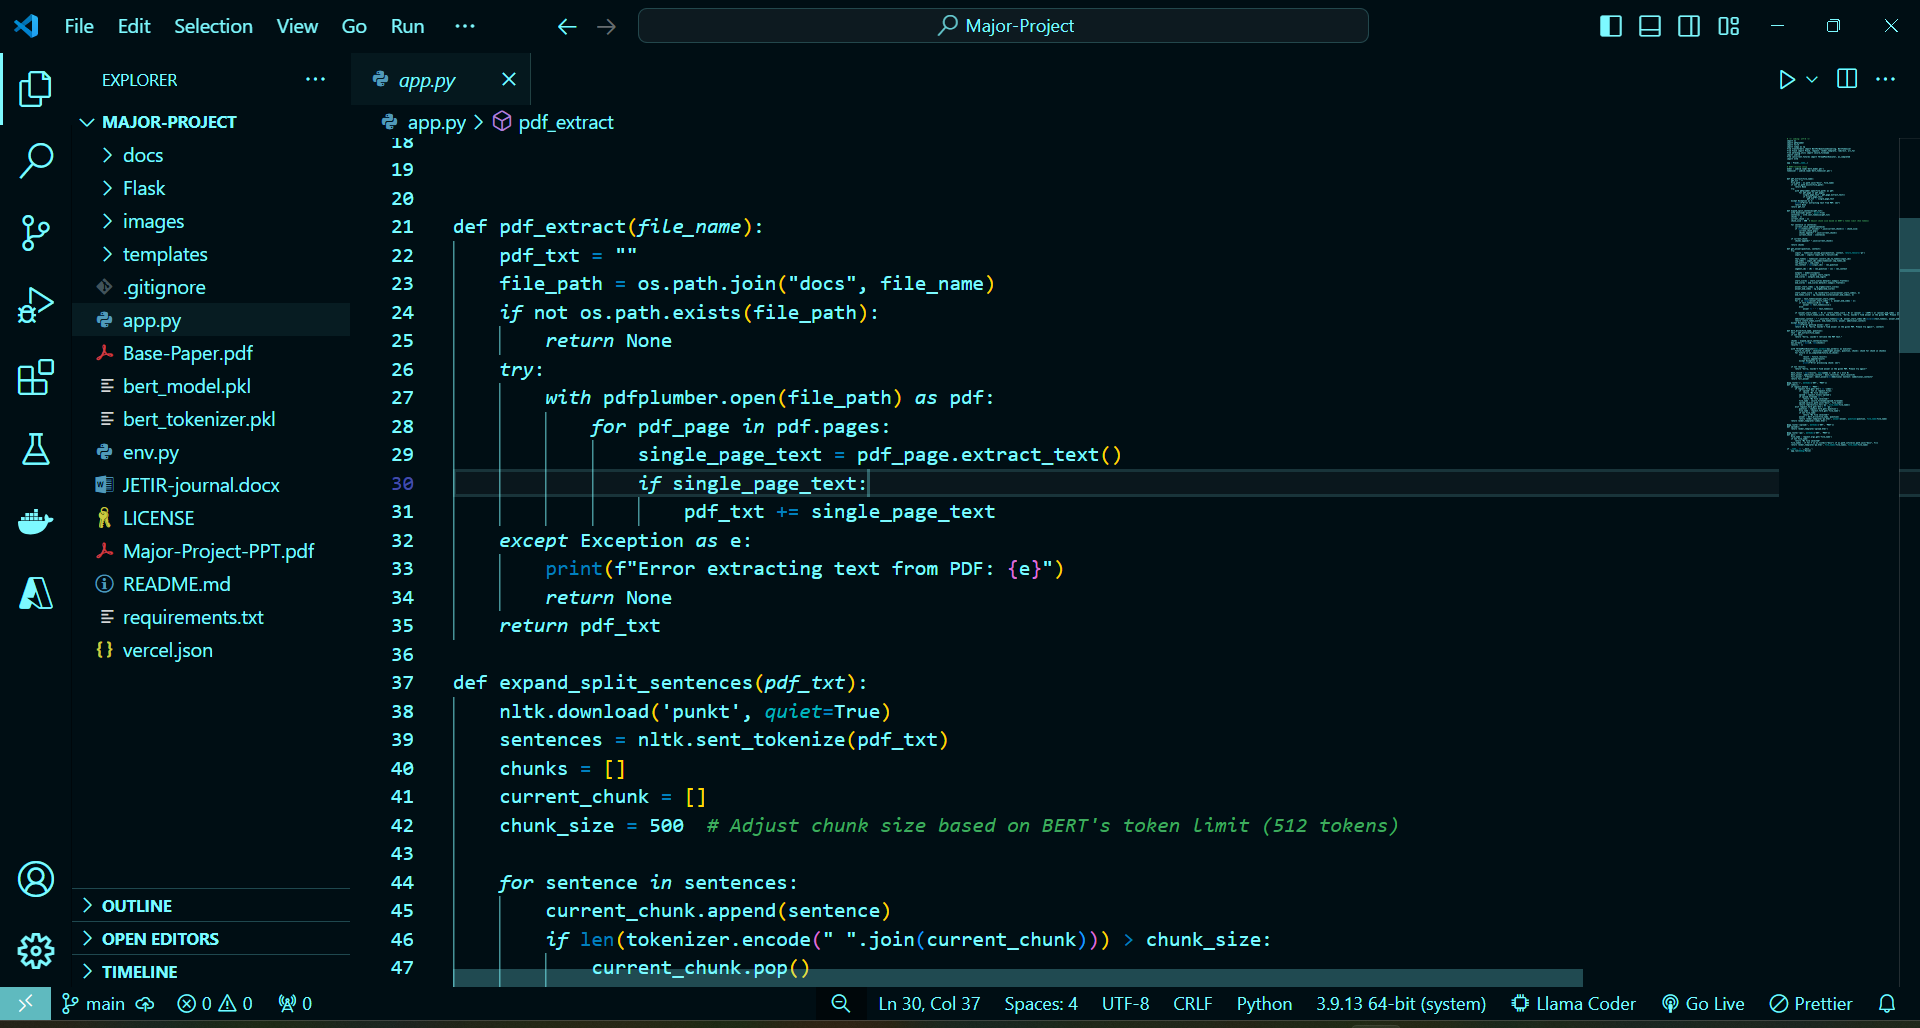 File Edit Selection View Go Run ··· Major-Project
EXPLORER ···
MAJOR-PROJECT
docs
Flask
images
templates
.gitignore
app.py
Base-Paper.pdf
bert_model.pkl
bert_tokenizer.pkl
env.py
JETIR-journal.docx
LICENSE
Major-Project-PPT.pdf
README.md
requirements.txt
{} vercel.json
OUTLINE
OPEN EDITORS
TIMELINE
app.py
app.py > pdf_extract
18
19
20
21 def pdf_extract(file_name):
22     pdf_txt = ""
23     file_path = os.path.join("docs", file_name)
24     if not os.path.exists(file_path):
25         return None
26     try:
27         with pdfplumber.open(file_path) as pdf:
28             for pdf_page in pdf.pages:
29                 single_page_text = pdf_page.extract_text()
30                 if single_page_text:
31                     pdf_txt += single_page_text
32     except Exception as e:
33         print(f"Error extracting text from PDF: {e}")
34         return None
35     return pdf_txt
36
37 def expand_split_sentences(pdf_txt):
38     nltk.download('punkt', quiet=True)
39     sentences = nltk.sent_tokenize(pdf_txt)
40     chunks = []
41     current_chunk = []
42     chunk_size = 500  # Adjust chunk size based on BERT's token limit (512 tokens)
43
44     for sentence in sentences:
45         current_chunk.append(sentence)
46         if len(tokenizer.encode(" ".join(current_chunk))) > chunk_size:
47             current_chunk.pop()
main 0 0 0 Ln 30, Col 37 Spaces: 4 UTF-8 CRLF Python 3.9.13 64-bit (system) Llama Coder Go Live Prettier